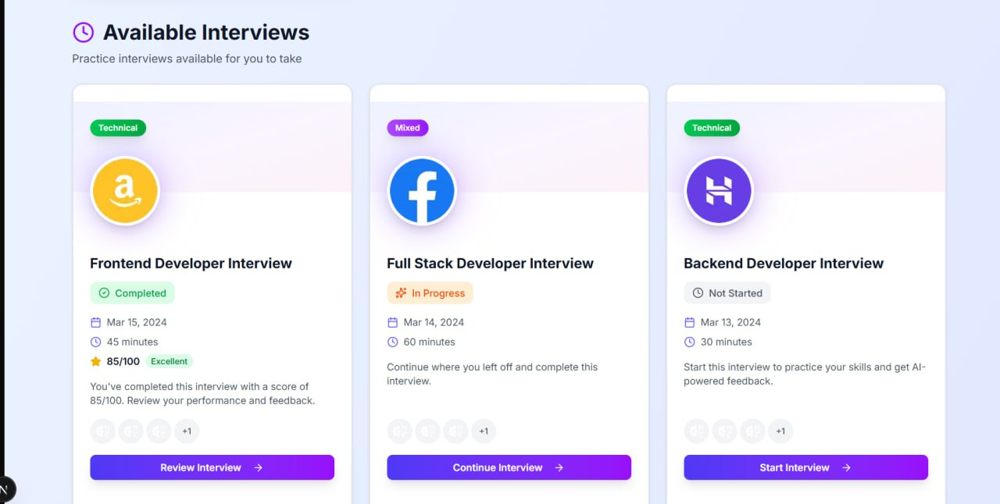 Available Interviews
Practice interviews available for you to take
Technical
a
Frontend Developer Interview
Completed
Mar 15, 2024
45 minutes
85/100 Excellent
You've completed this interview with a score of
85/100. Review your performance and feedback.
+1
Review Interview →
Mixed
f
Full Stack Developer Interview
In Progress
Mar 14, 2024
60 minutes
Continue where you left off and complete this
interview.
+1
Continue Interview →
Technical
H
Backend Developer Interview
Not Started
Mar 13, 2024
30 minutes
Start this interview to practice your skills and get AI-
powered feedback.
+1
Start Interview →
N